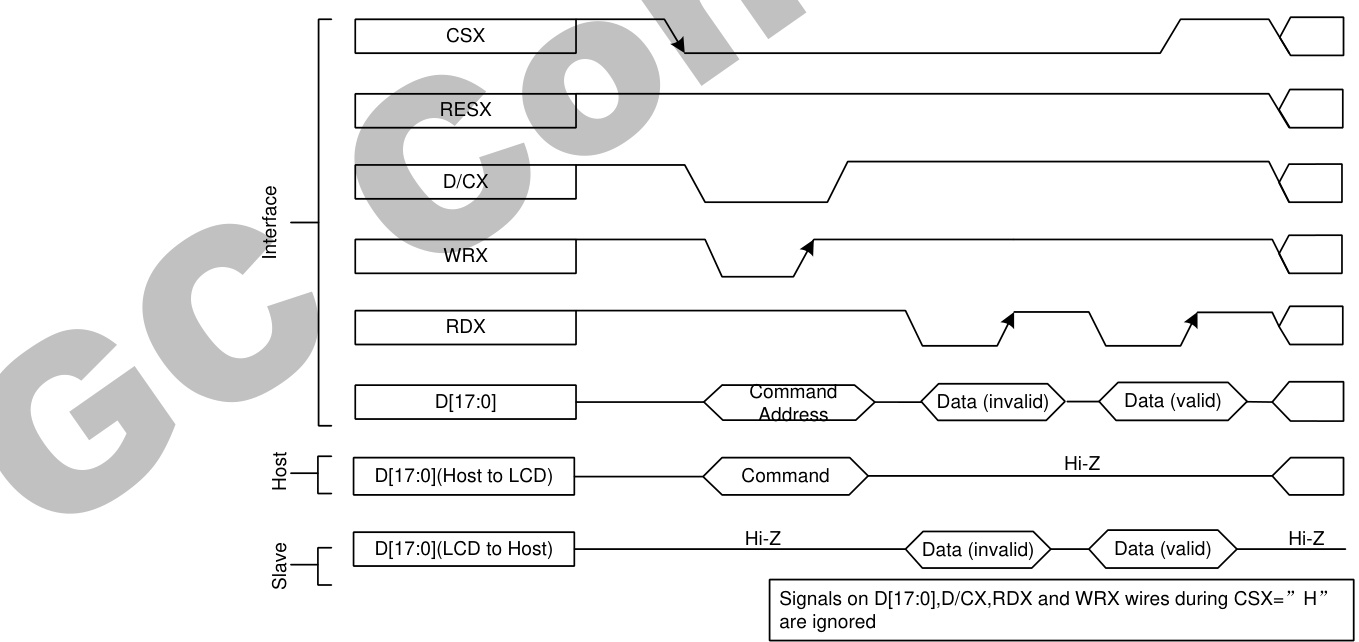 Interface
CSX
RESX
D/CX
WRX
RDX
D[17:0]
Command
Address
Data (invalid)
Data (valid)
Host
D[17:0](Host to LCD)
Command
Hi-Z
Slave
D[17:0](LCD to Host)
Hi-Z
Data (invalid)
Data (valid)
Hi-Z
Signals on D[17:0],D/CX,RDX and WRX wires during CSX=” H”
are ignored
GC Con